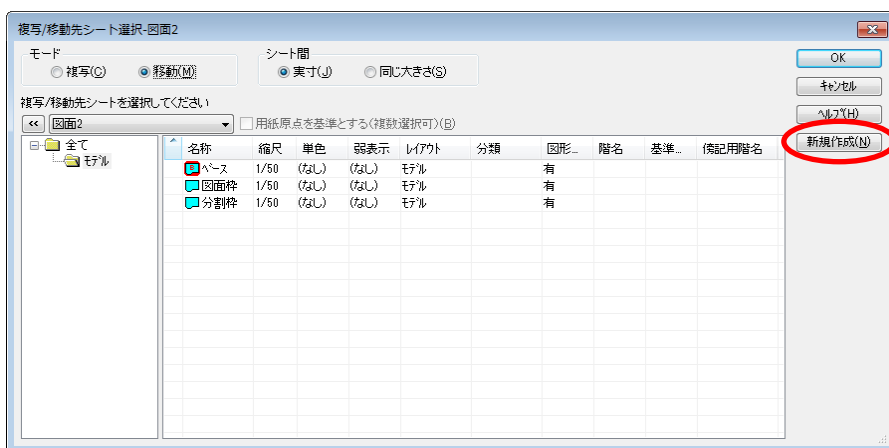 複写/移動先シート選択-図面2
モード
複写(C) 移動(M)
シート間
実寸(J) 同じ大きさ(S)
OK
キャンセル
ヘルプ(H)
新規作成(N)
複写/移動先シートを選択してください
<< 図面2 用紙原点を基準とする<複数選択可>(B)
全て
モデル
名称 縮尺 単色 弱表示 レイアウト 分類 図形... 階名 基準... 傍記用階名
ベース 1/50 (なし) (なし) モデル 有
図面枠 1/50 (なし) (なし) モデル 有
分割枠 1/50 (なし) (なし) モデル 有